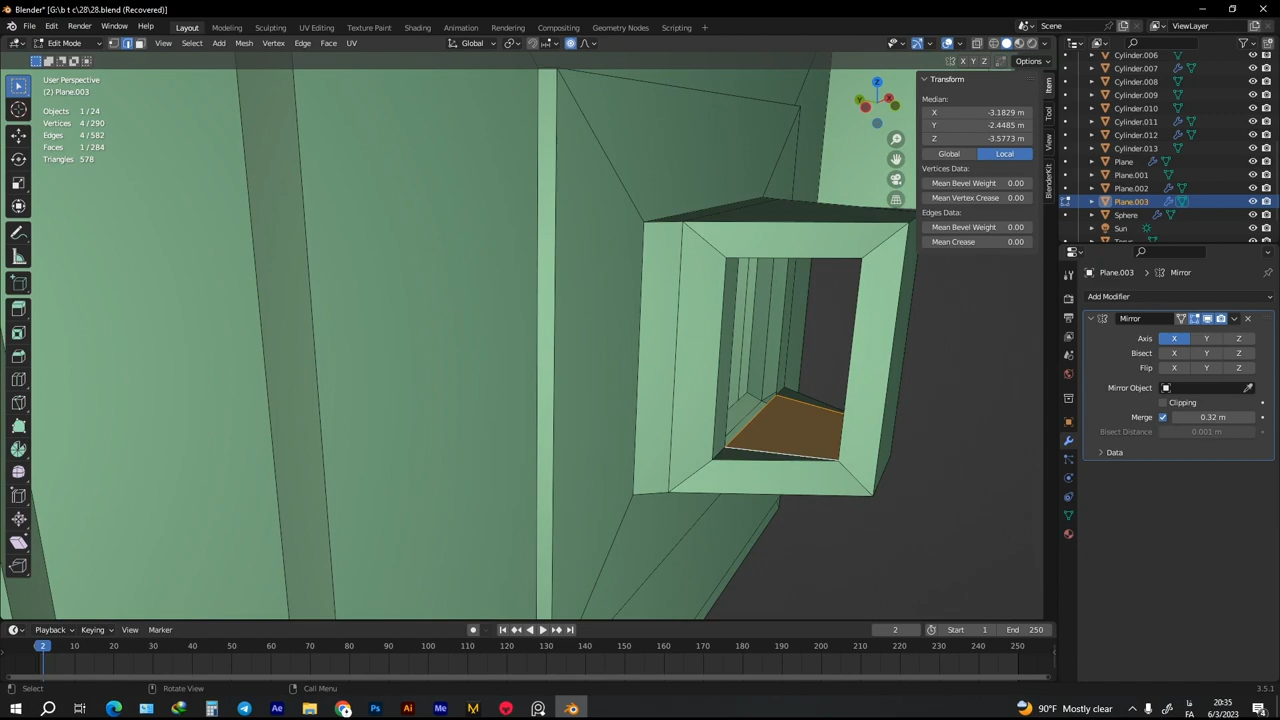 Blender* [G:\b t c\28\28.blend (Recovered)]
File Edit Render Window Help Layout Modeling Sculpting UV Editing Texture Paint Shading Animation Rendering Compositing Geometry Nodes Scripting + Scene ViewLayer
Edit Mode View Select Add Mesh Vertex Edge Face UV Global
X Y Z Options
User Perspective
(2) Plane.003
Objects 1/24
Vertices 4/290
Edges 4/582
Faces 1/284
Triangles 578
Transform
Median:
X -3.1829 m
Y -2.4485 m
Z -3.5773 m
Global Local
Vertices Data:
Mean Bevel Weight 0.00
Mean Vertex Crease 0.00
Edges Data:
Mean Bevel Weight 0.00
Mean Crease 0.00
Item
Tool
View
BlenderKit
Z
Y
X
Cylinder.006
Cylinder.007
Cylinder.008
Cylinder.009
Cylinder.010
Cylinder.011
Cylinder.012
Cylinder.013
Plane
Plane.001
Plane.002
Plane.003
Sphere
Sun
Plane.003 > Mirror
Add Modifier
Mirror
Axis X Y Z
Bisect X Y Z
Flip X Y Z
Mirror Object
Clipping
Merge 0.32 m
Bisect Distance 0.001 m
Data
Playback Keying View Marker 2 Start 1 End 250
2 10 20 30 40 50 60 70 80 90 100 110 120 130 140 150 160 170 180 190 200 210 220 230 240 250
Select Rotate View Call Menu 3.5.1
90°F Mostly clear FA 20:35
6/3/2023